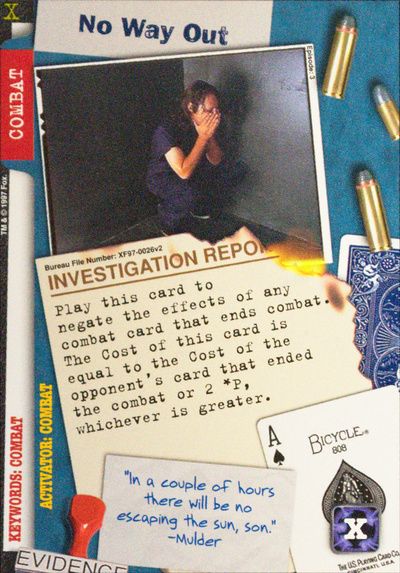 X
No Way Out
COMBAT
Episode: 3
TM & © 1997 Fox.
Bureau File Number: XF97-0026v2
INVESTIGATION REPO
Play this card to
negate the effects of any
combat card that ends combat.
The Cost of this card is
equal to the Cost of the
opponent's card that ended
the combat or 2 *P,
whichever is greater.
KEYWORDS: COMBAT
ACTIVATOR: COMBAT
"In a couple of hours
there will be no
escaping the sun, son."
-Mulder
A
BICYCLE®
808
X
THE U.S. PLAYING CARD CO.
CINCINNATI, U.S.A.
EVIDENCE